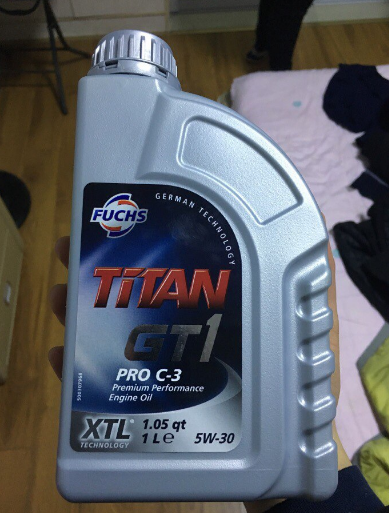 FUCHS
GERMAN TECHNOLOGY
TiTAN
GT1
PRO C-3
Premium Performance
Engine Oil
XTL
TECHNOLOGY
1.05 qt
1 L e 5W-30